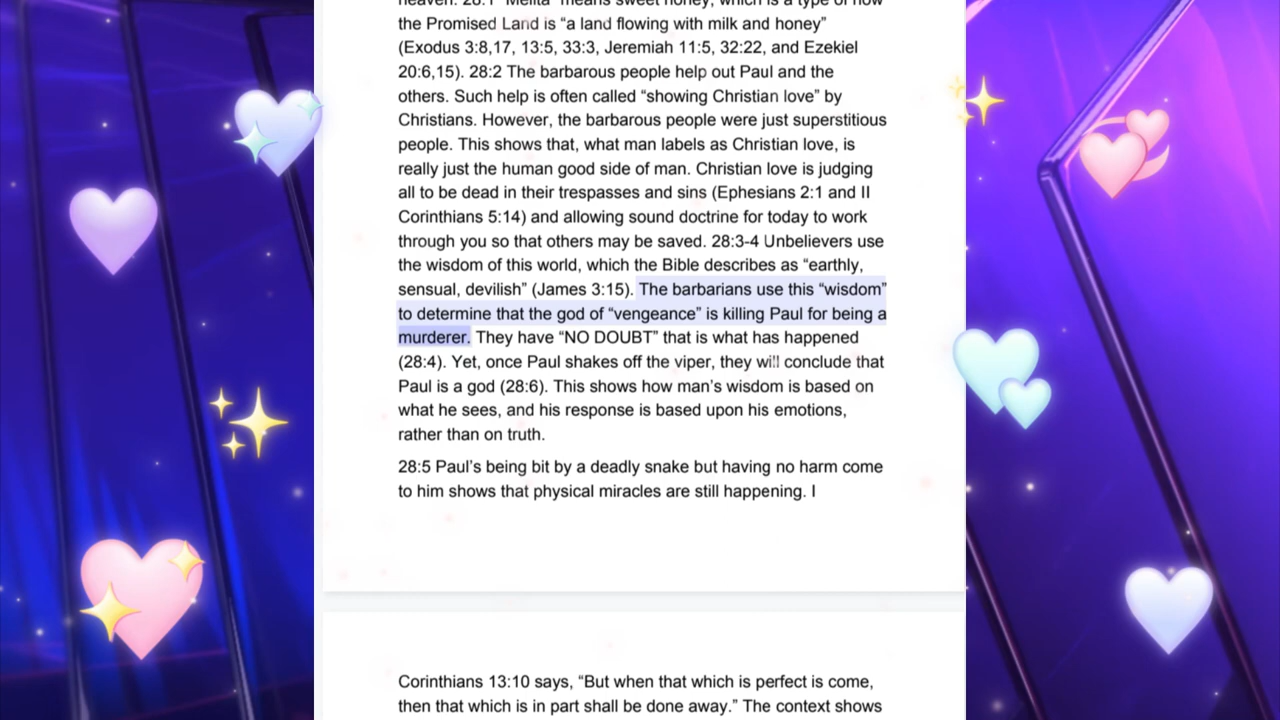 heaven. 28:1 “Melita” means sweet honey, which is a type of how
the Promised Land is “a land flowing with milk and honey”
(Exodus 3:8,17, 13:5, 33:3, Jeremiah 11:5, 32:22, and Ezekiel
20:6,15). 28:2 The barbarous people help out Paul and the
others. Such help is often called “showing Christian love” by
Christians. However, the barbarous people were just superstitious
people. This shows that, what man labels as Christian love, is
really just the human good side of man. Christian love is judging
all to be dead in their trespasses and sins (Ephesians 2:1 and II
Corinthians 5:14) and allowing sound doctrine for today to work
through you so that others may be saved. 28:3-4 Unbelievers use
the wisdom of this world, which the Bible describes as “earthly,
sensual, devilish” (James 3:15). The barbarians use this “wisdom”
to determine that the god of “vengeance” is killing Paul for being a
murderer. They have “NO DOUBT” that is what has happened
(28:4). Yet, once Paul shakes off the viper, they will conclude that
Paul is a god (28:6). This shows how man’s wisdom is based on
what he sees, and his response is based upon his emotions,
rather than on truth.
28:5 Paul’s being bit by a deadly snake but having no harm come
to him shows that physical miracles are still happening. I
Corinthians 13:10 says, “But when that which is perfect is come,
then that which is in part shall be done away.” The context shows